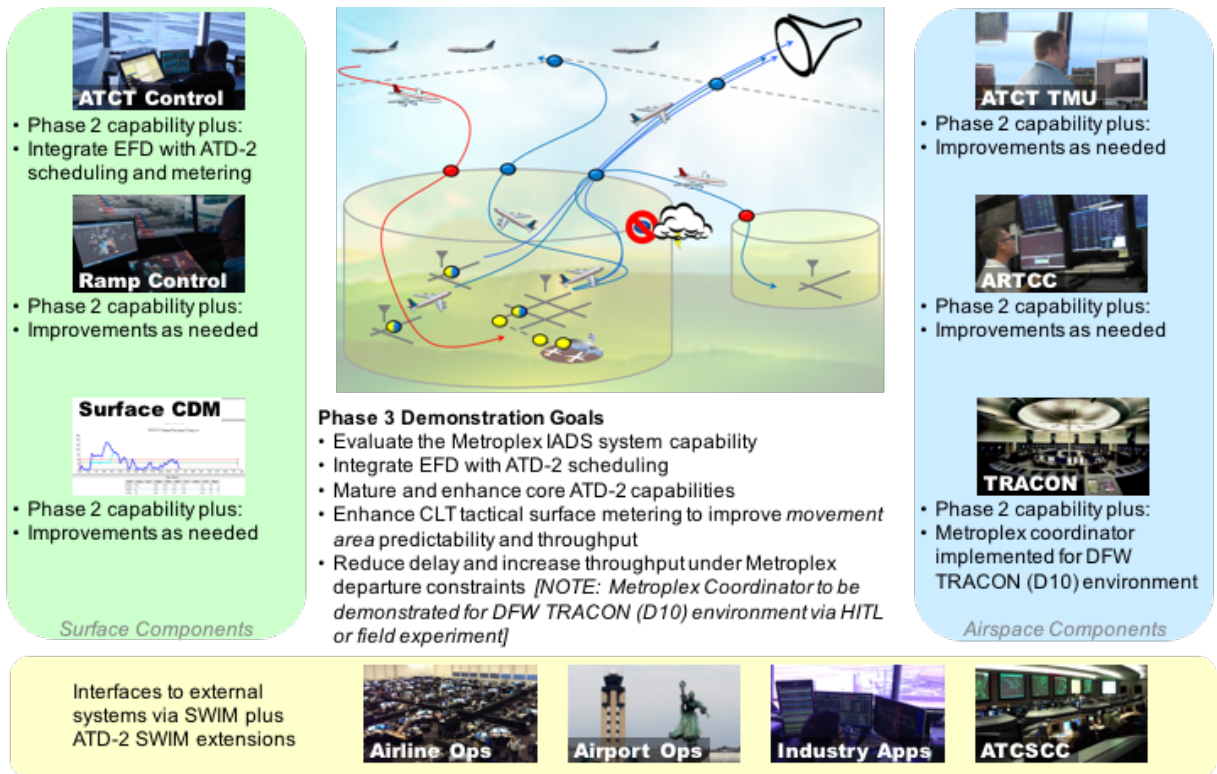 ATCT Control
• Phase 2 capability plus:
• Integrate EFD with ATD-2
scheduling and metering
Ramp Control
• Phase 2 capability plus:
• Improvements as needed
Surface CDM
• Phase 2 capability plus:
• Improvements as needed
Surface Components
Phase 3 Demonstration Goals
• Evaluate the Metroplex IADS system capability
• Integrate EFD with ATD-2 scheduling
• Mature and enhance core ATD-2 capabilities
• Enhance CLT tactical surface metering to improve movement
area predictability and throughput
• Reduce delay and increase throughput under Metroplex
departure constraints [NOTE: Metroplex Coordinator to be
demonstrated for DFW TRACON (D10) environment via HITL
or field experiment]
ATCT TMU
• Phase 2 capability plus:
• Improvements as needed
ARTCC
• Phase 2 capability plus:
• Improvements as needed
TRACON
• Phase 2 capability plus:
• Metroplex coordinator
implemented for DFW
TRACON (D10) environment
Airspace Components
Interfaces to external
systems via SWIM plus
ATD-2 SWIM extensions
Airline Ops
Airport Ops
Industry Apps
ATCSCC